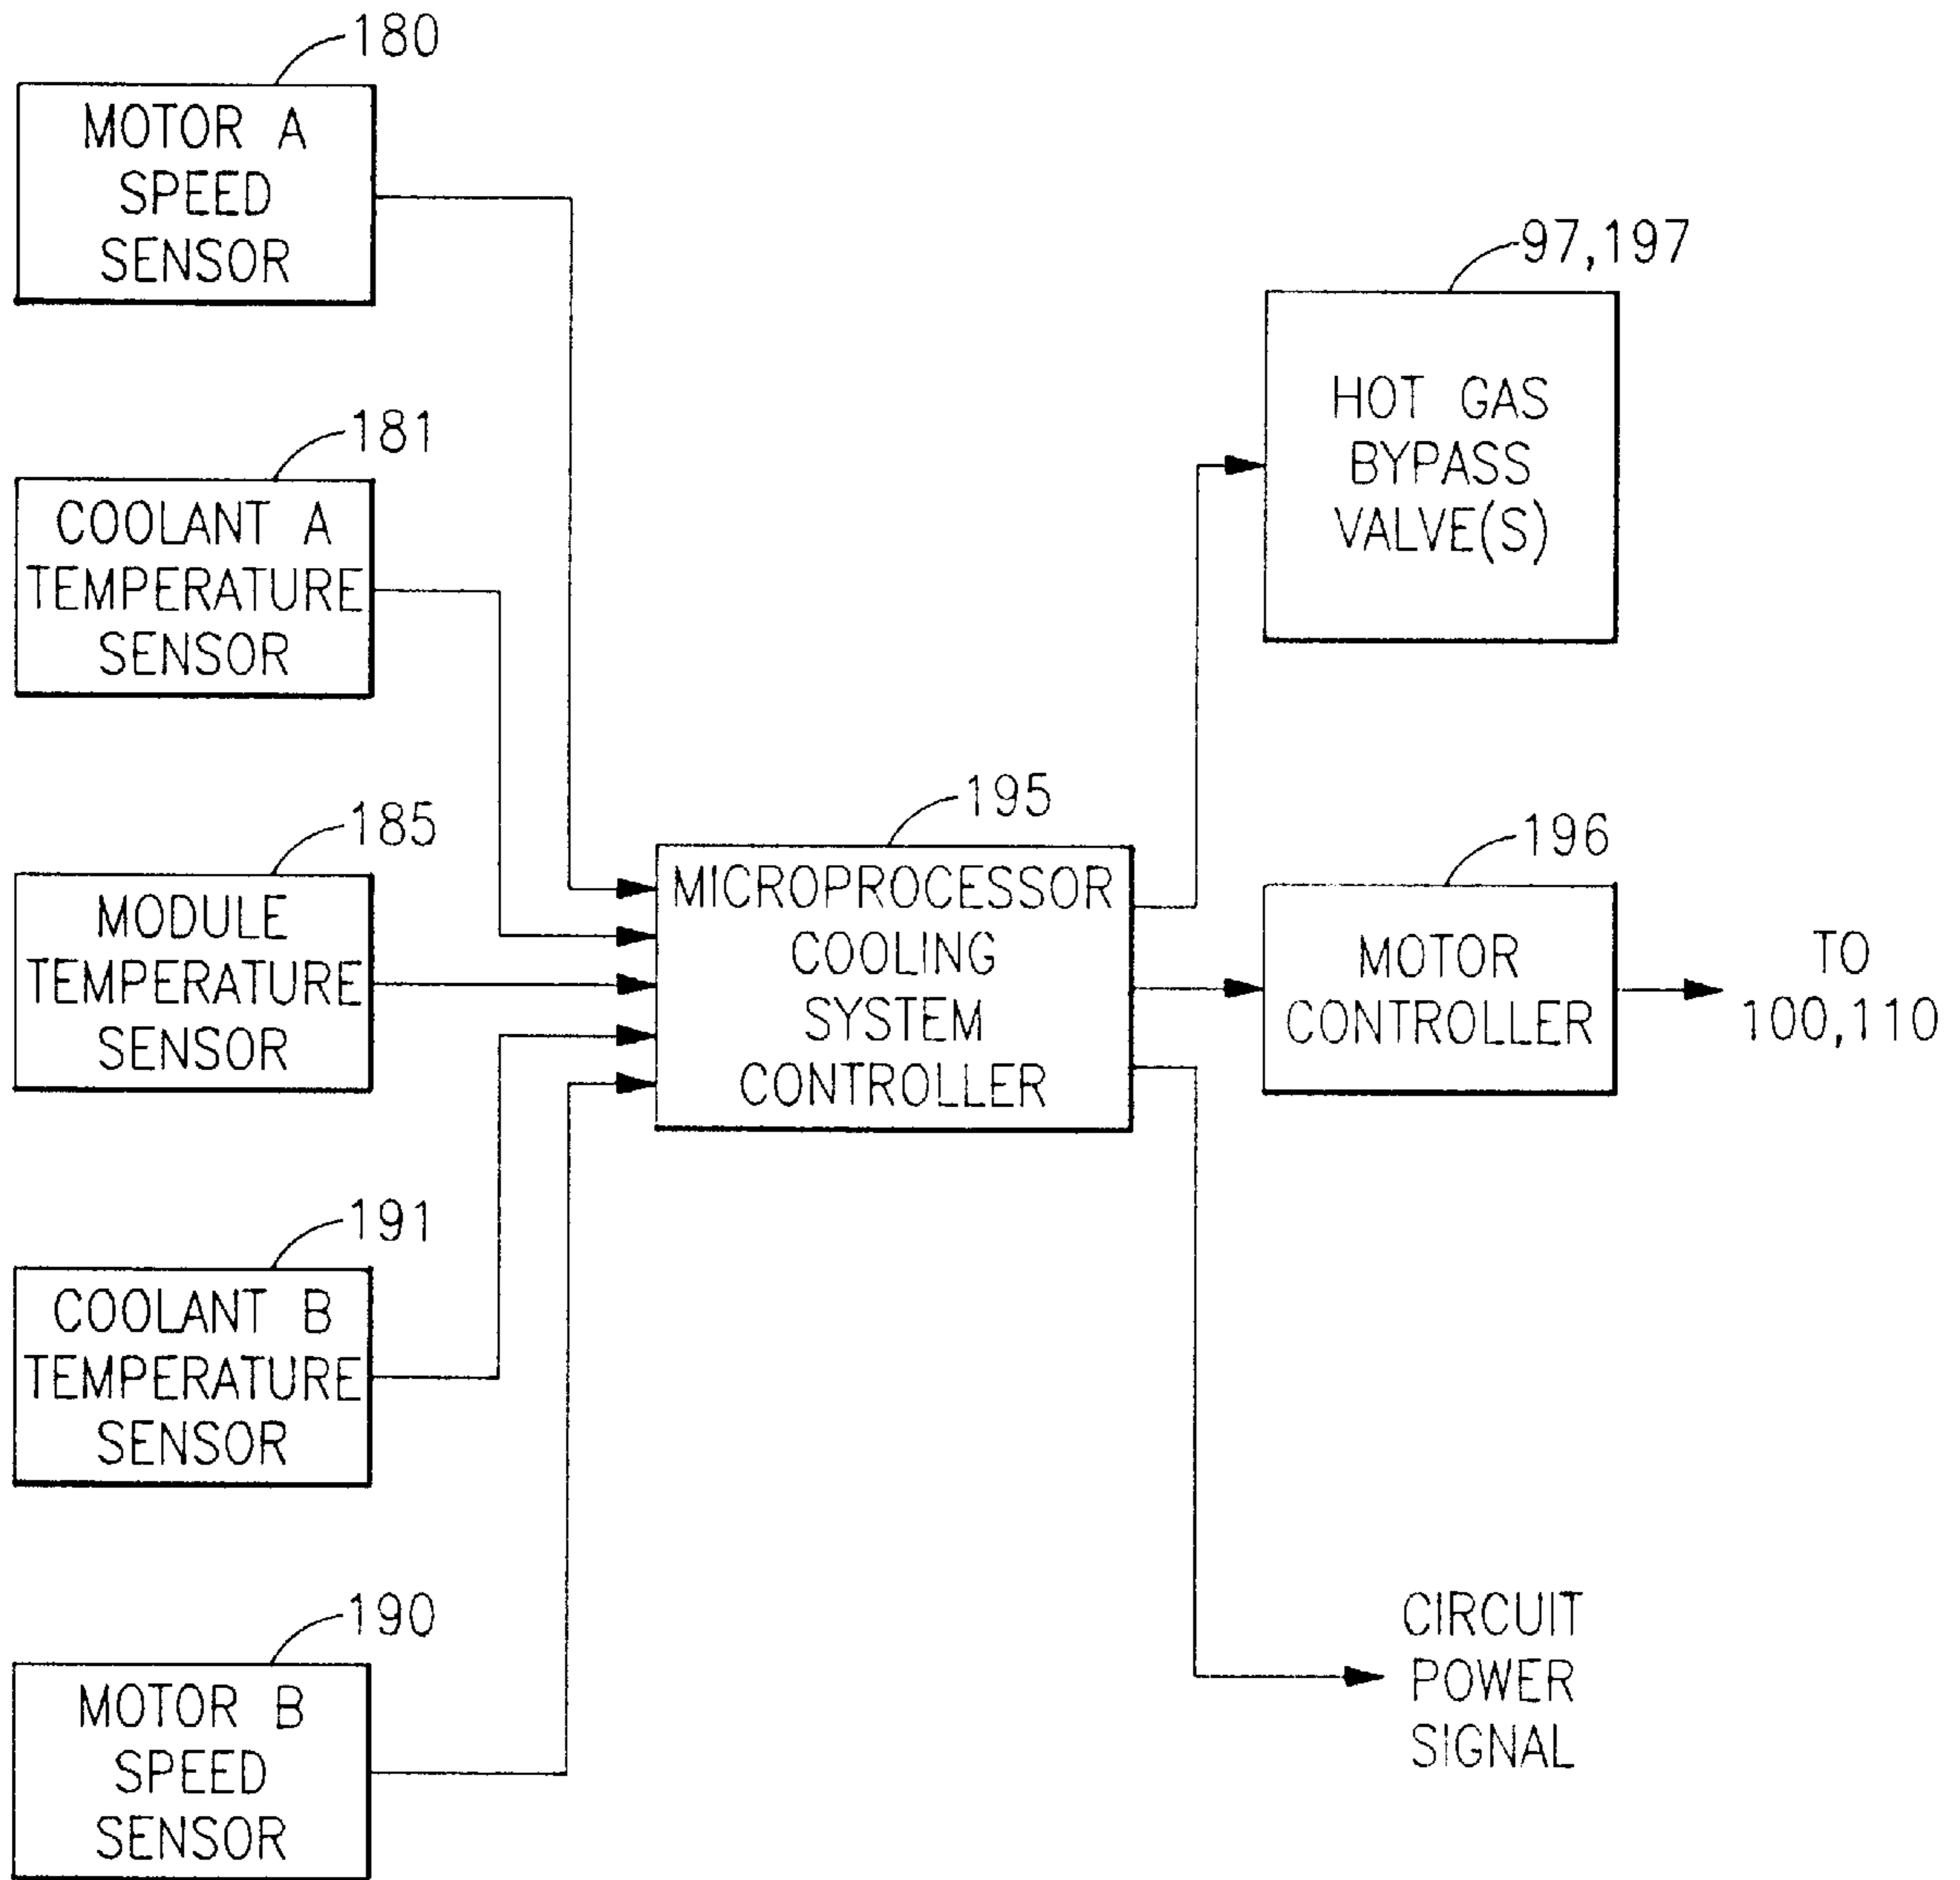 180
MOTOR A
SPEED
SENSOR
181
COOLANT A
TEMPERATURE
SENSOR
185
MODULE
TEMPERATURE
SENSOR
191
COOLANT B
TEMPERATURE
SENSOR
190
MOTOR B
SPEED
SENSOR
195
MICROPROCESSOR
COOLING
SYSTEM
CONTROLLER
97,197
HOT GAS
BYPASS
VALVE(S)
196
MOTOR
CONTROLLER
TO
100,110
CIRCUIT
POWER
SIGNAL